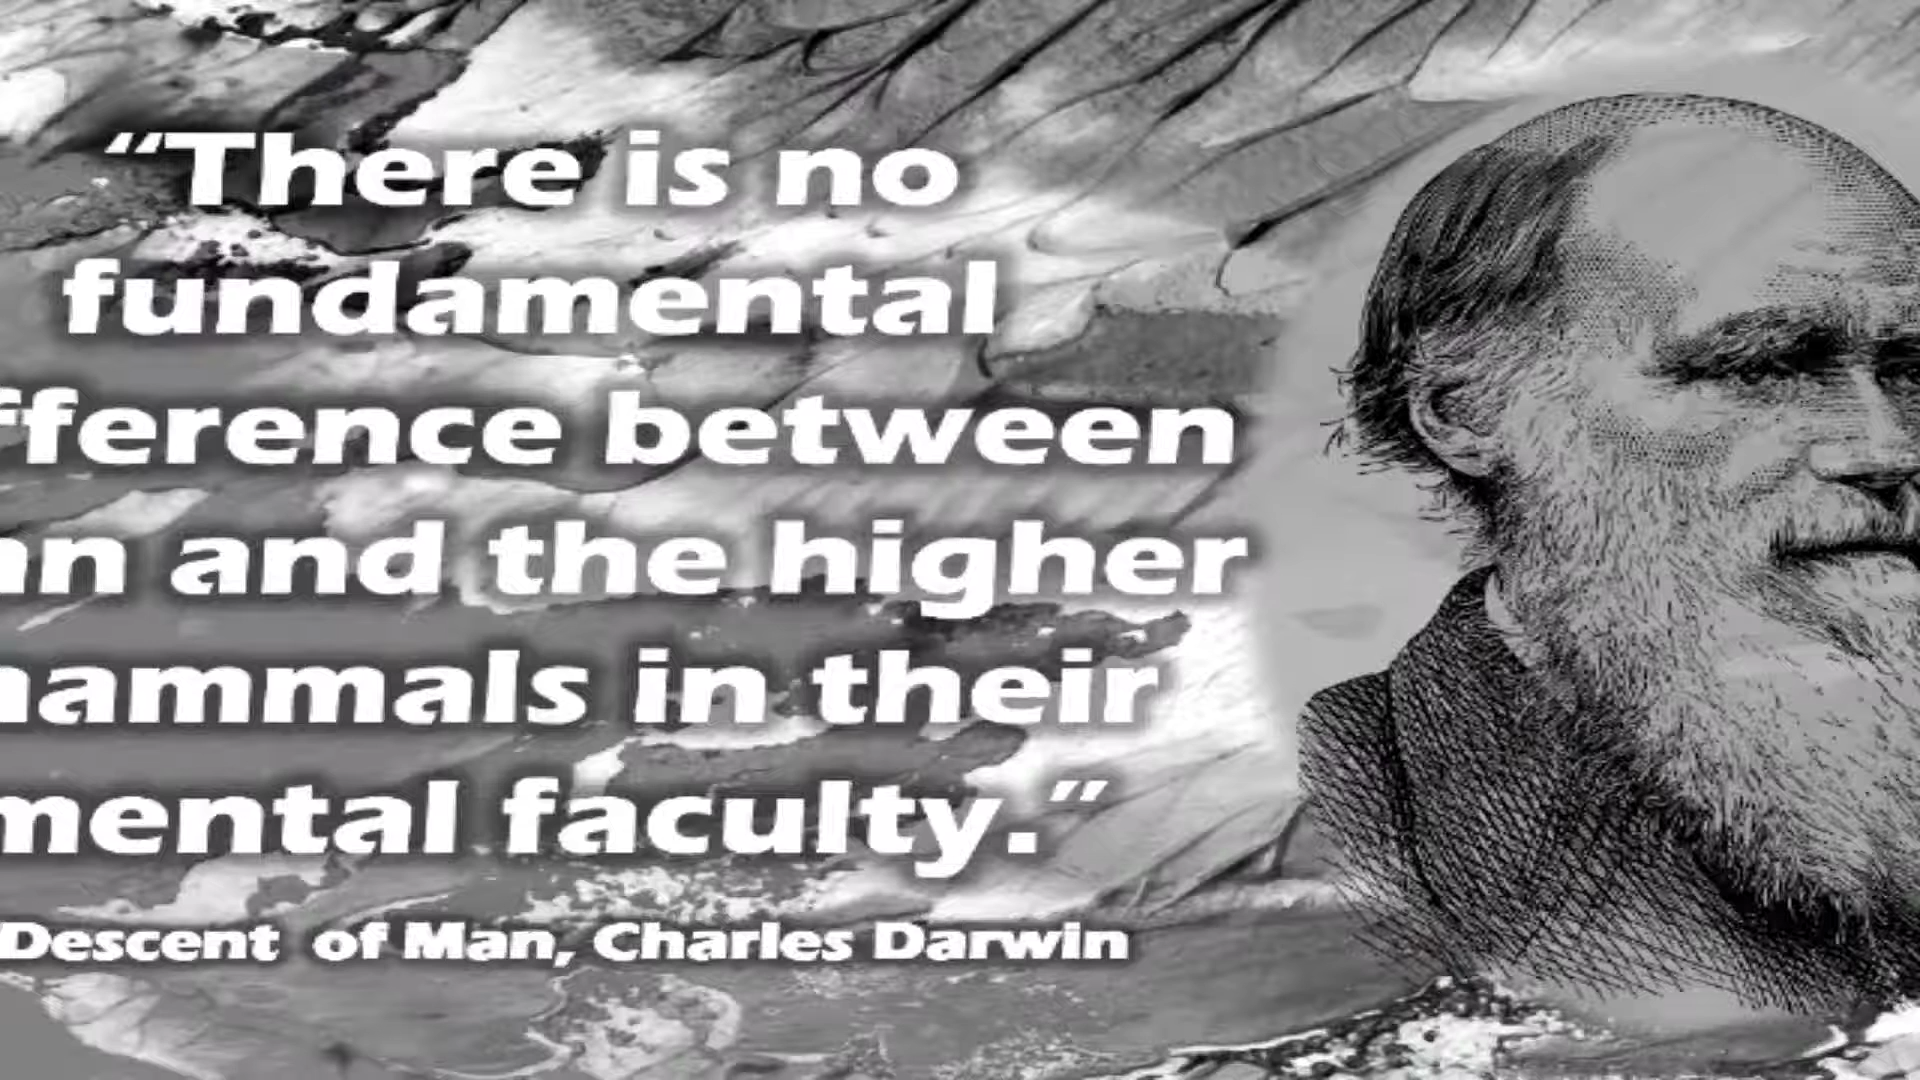 “There is no
fundamental
fference between
an and the higher
ammals in their
mental faculty.”
Descent of Man, Charles Darwin